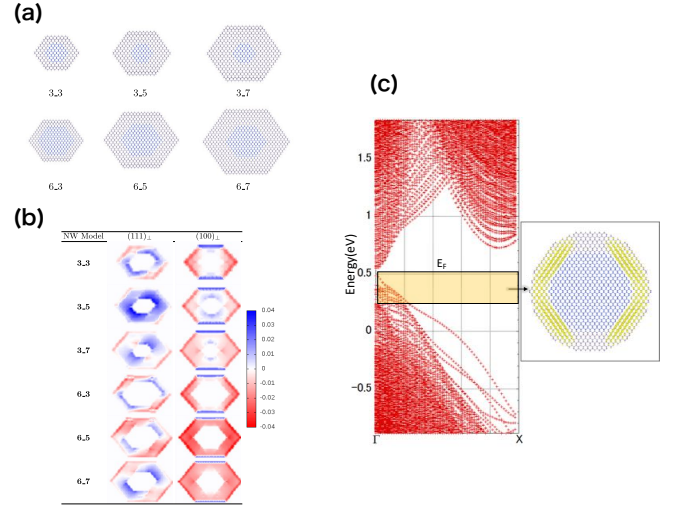 (a)
3_3 3_5 3_7
6_3 6_5 6_7
(b)
NW Model (111)⊥ (100)⊥
3_3
3_5
3_7
6_3
6_5
6_7
0.04
0.03
0.02
0.01
0
-0.01
-0.02
-0.03
-0.04
(c)
Energy(eV)
1.5
1
0.5
0
-0.5
E_F
Γ X